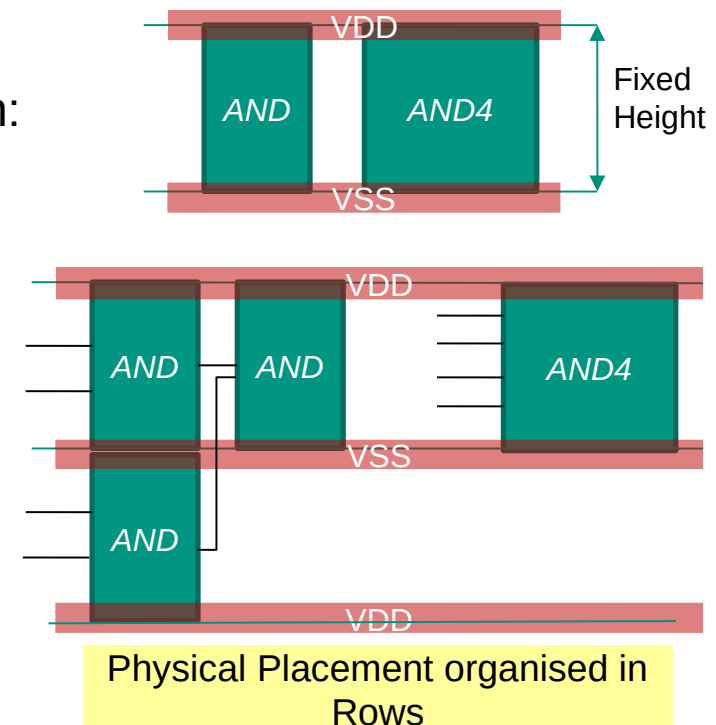 VDD
n:
AND
AND4
Fixed
Height
VSS
VDD
AND
AND
AND4
VSS
AND
VDD
Physical Placement organised in
Rows